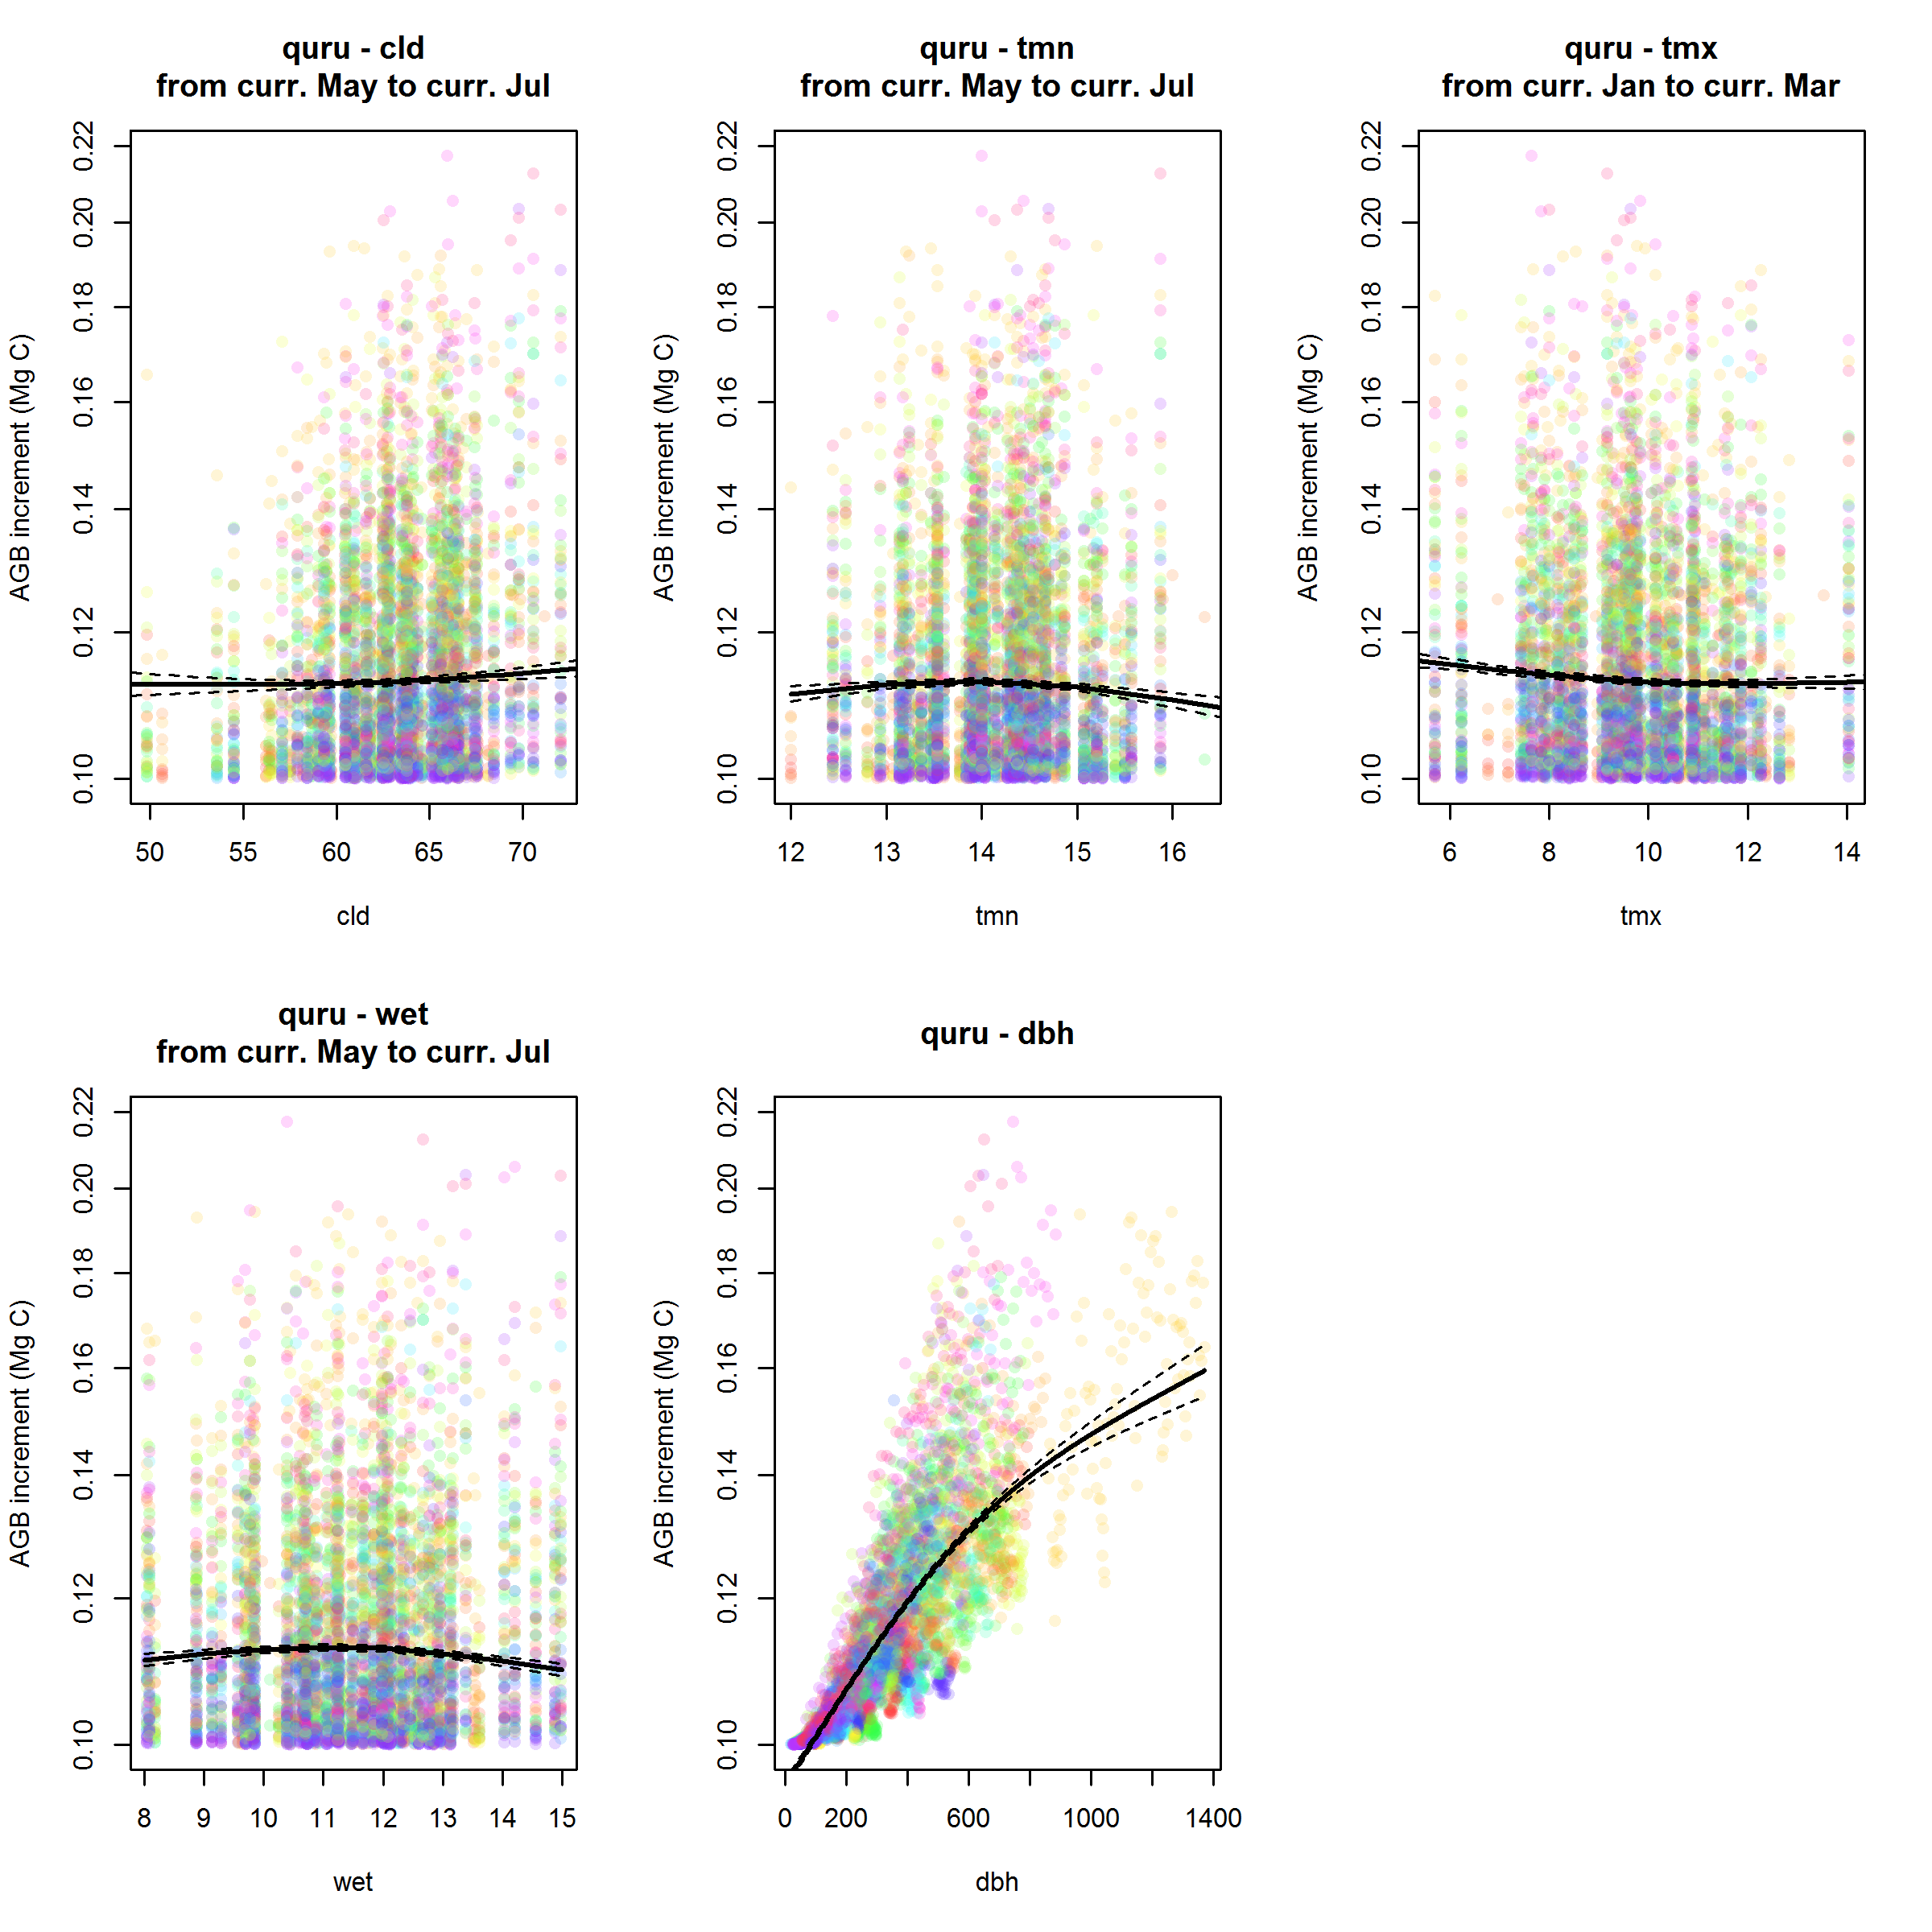 quru - cld
from curr. May to curr. Jul
AGB increment (Mg C)
0.22
0.20
0.18
0.16
0.14
0.12
0.10
50 55 60 65 70
cld
quru - tmn
from curr. May to curr. Jul
AGB increment (Mg C)
0.22
0.20
0.18
0.16
0.14
0.12
0.10
12 13 14 15 16
tmn
quru - tmx
from curr. Jan to curr. Mar
AGB increment (Mg C)
0.22
0.20
0.18
0.16
0.14
0.12
0.10
6 8 10 12 14
tmx
quru - wet
from curr. May to curr. Jul
AGB increment (Mg C)
0.22
0.20
0.18
0.16
0.14
0.12
0.10
8 9 10 11 12 13 14 15
wet
quru - dbh
AGB increment (Mg C)
0.22
0.20
0.18
0.16
0.14
0.12
0.10
0 200 600 1000 1400
dbh